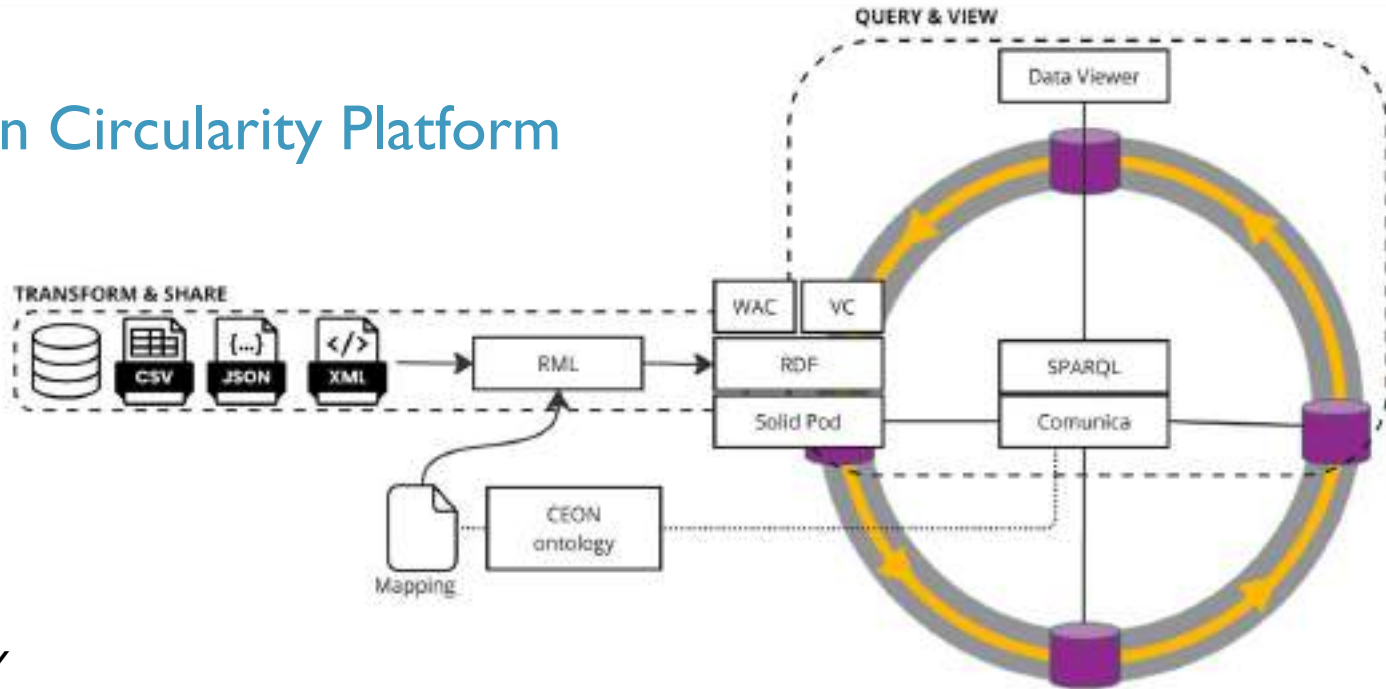 QUERY & VIEW
Data Viewer
n Circularity Platform
TRANSFORM & SHARE
WAC
VC
CSV
JSON
XML
{...}
</>
RML
RDF
SPARQL
Solid Pod
Comunica
CEON
ontology
Mapping